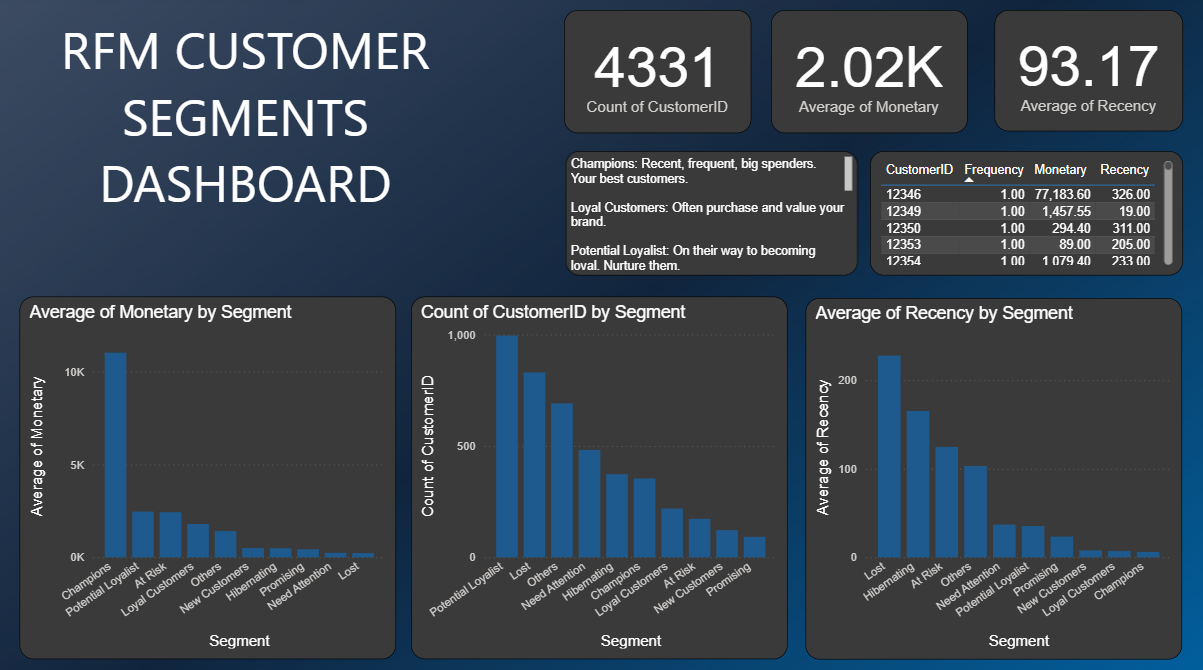 RFM CUSTOMER
SEGMENTS
DASHBOARD
4331
Count of CustomerID
2.02K
Average of Monetary
93.17
Average of Recency
Champions: Recent, frequent, big spenders.
Your best customers.
Loyal Customers: Often purchase and value your
brand.
Potential Loyalist: On their way to becoming
loyal. Nurture them.
CustomerID Frequency Monetary Recency
12346 1.00 77,183.60 326.00
12349 1.00 1,457.55 19.00
12350 1.00 294.40 311.00
12353 1.00 89.00 205.00
12354 1.00 1,079.40 233.00
Average of Monetary by Segment
Average of Monetary
10K
5K
0K
Champions
Potential Loyalist
At Risk
Loyal Customers
Others
New Customers
Hibernating
Promising
Need Attention
Lost
Segment
Count of CustomerID by Segment
Count of CustomerID
1,000
500
0
Potential Loyalist
Lost
Others
Need Attention
Hibernating
Champions
Loyal Customers
At Risk
New Customers
Promising
Segment
Average of Recency by Segment
Average of Recency
200
100
0
Lost
Hibernating
At Risk
Others
Need Attention
Potential Loyalist
Promising
New Customers
Loyal Customers
Champions
Segment